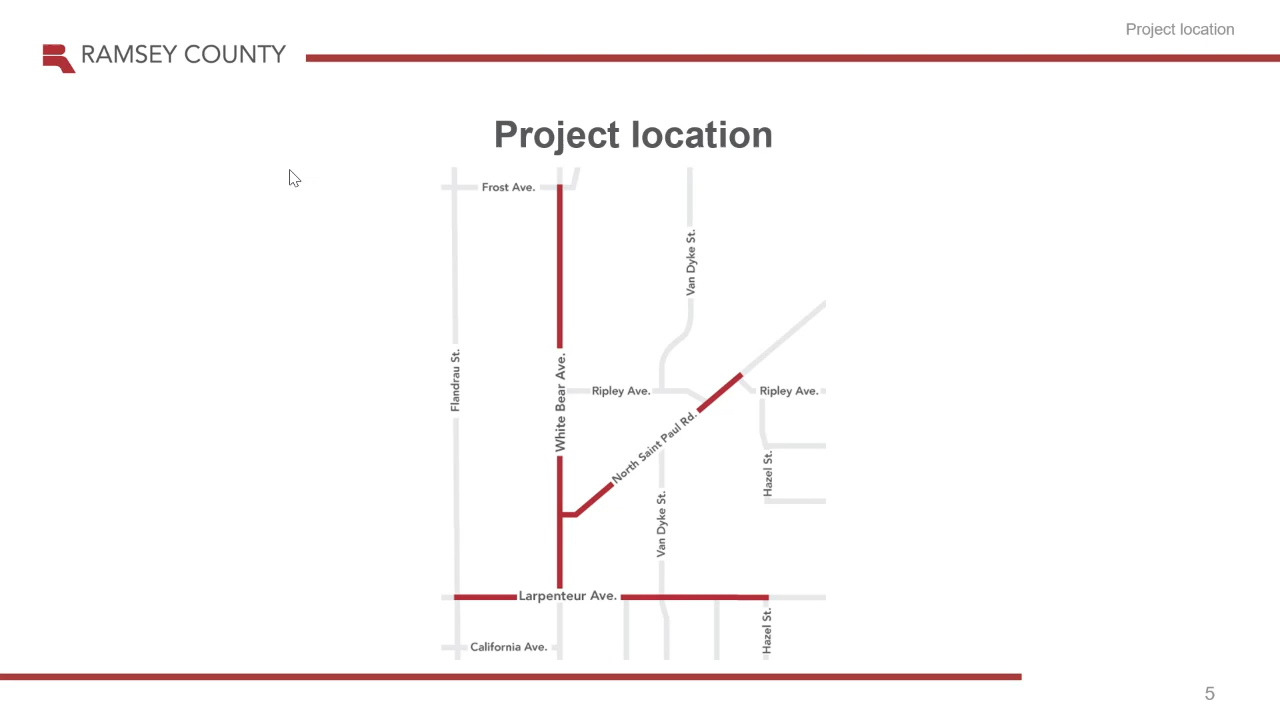 Project location
RAMSEY COUNTY
Project location
Frost Ave.
Van Dyke St.
Flandrau St.
White Bear Ave.
Ripley Ave.
Ripley Ave.
North Saint Paul Rd.
Hazel St.
Van Dyke St.
Larpenteur Ave.
Hazel St.
California Ave.
5